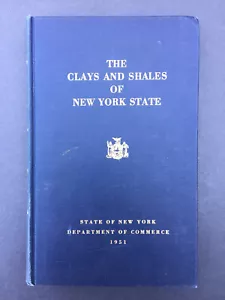 THE
CLAYS AND SHALES
OF
NEW YORK STATE
STATE OF NEW YORK
DEPARTMENT OF COMMERCE
1951